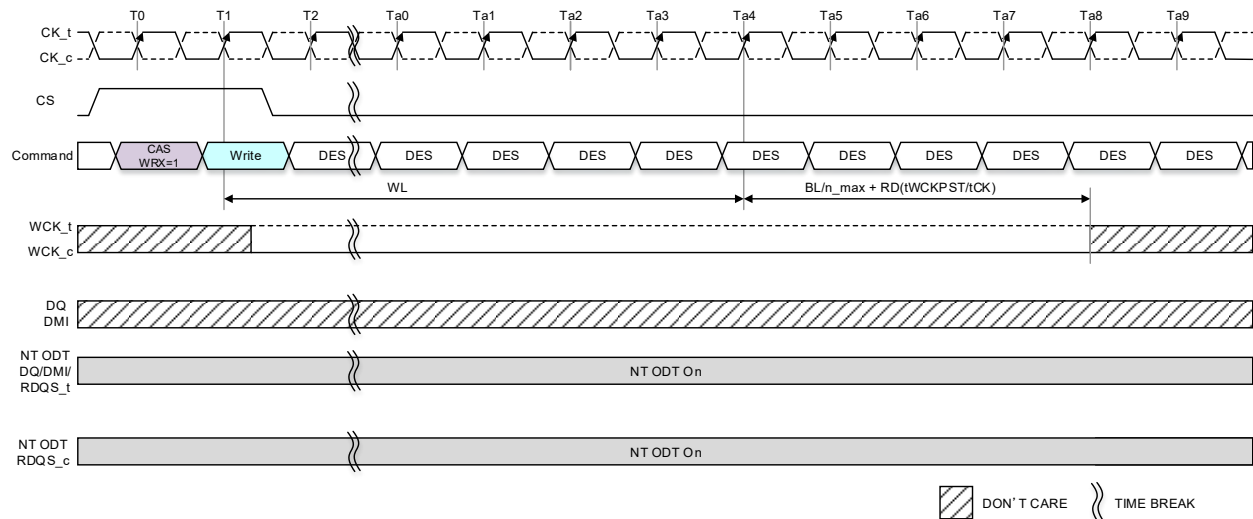 T0 T1 T2 Ta0 Ta1 Ta2 Ta3 Ta4 Ta5 Ta6 Ta7 Ta8 Ta9
CK_t
CK_c
CS
Command
CAS
WRX=1
Write DES DES DES DES DES DES DES DES DES DES DES
WL
BL/n_max + RD(tWCKPST/tCK)
WCK_t
WCK_c
DQ
DMI
NT ODT
DQ/DMI/
RDQS_t
NT ODT On
NT ODT
RDQS_c
NT ODT On
DON'T CARE
TIME BREAK